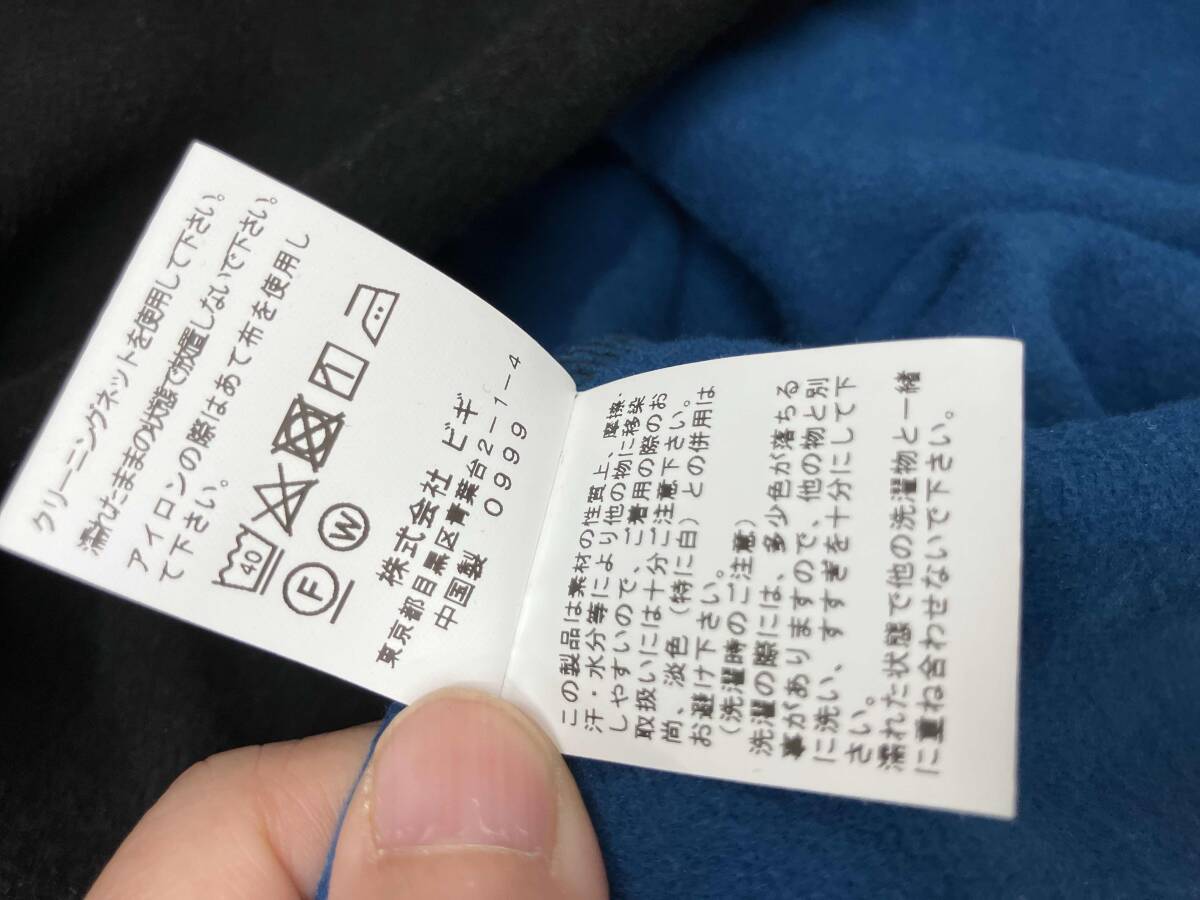 クリーニングネットを使用して下さい。
濡れたままの状態で放置しないで下さい。
アイロンの際はあて布を使用し
て下さい。
40
F W
株式会社 ビギ
東京都目黒区青葉台2-1-4
中国製 0999
この製品は素材の性質上、摩擦・
汗・水分等により他の物に移染
しやすいので、ご着用の際のお
取扱いには十分ご注意下さい。
尚、淡色(特に白)との併用は
お避け下さい。
(洗濯時のご注意)
洗濯の際には、多少色が落ちる
事がありますので、他の物と別
に洗い、すすぎを十分にして下
さい。
濡れた状態で他の洗濯物と一緒
に重ね合わせないで下さい。